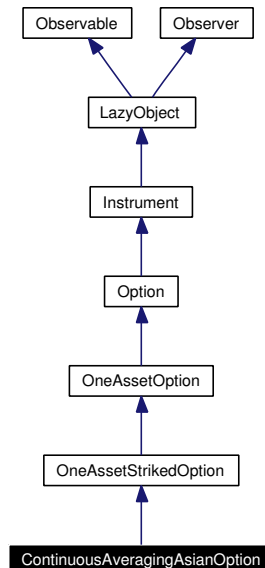 Observable
Observer
LazyObject
Instrument
Option
OneAssetOption
OneAssetStrikedOption
ContinuousAveragingAsianOption